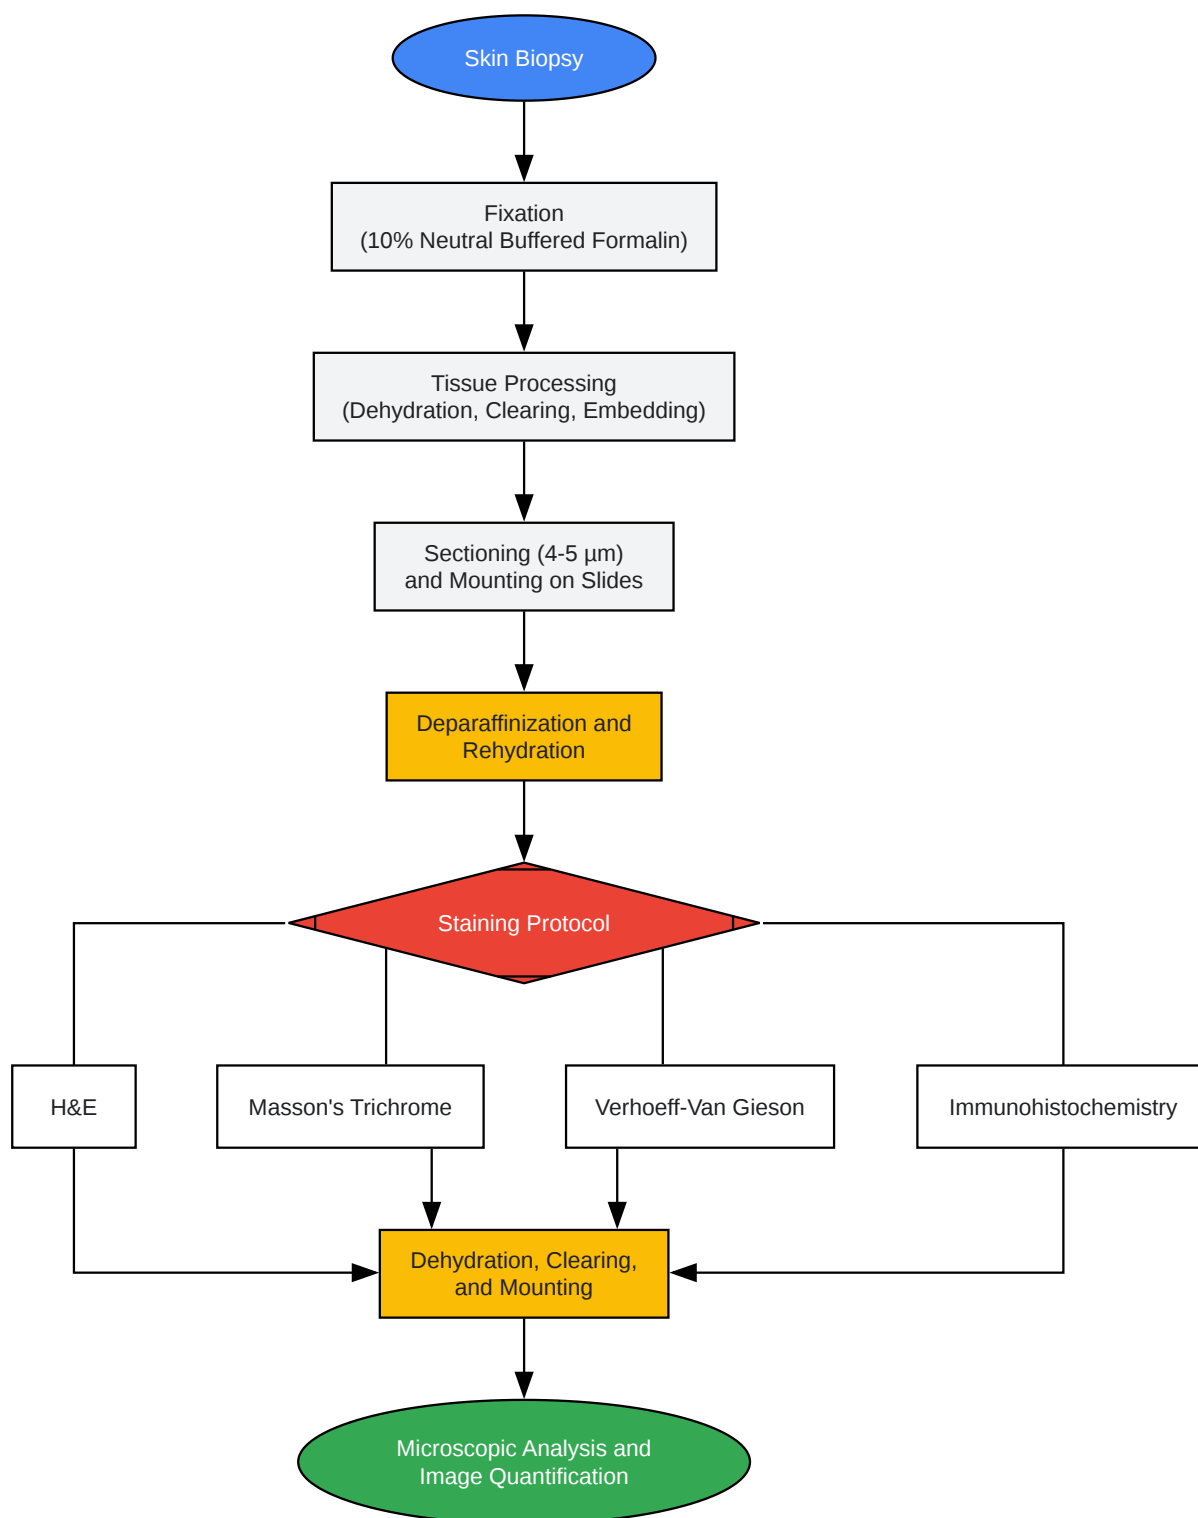 Skin Biopsy
Fixation
(10% Neutral Buffered Formalin)
Tissue Processing
(Dehydration, Clearing, Embedding)
Sectioning (4-5 µm)
and Mounting on Slides
Deparaffinization and
Rehydration
Staining Protocol
H&E
Masson's Trichrome
Verhoeff-Van Gieson
Immunohistochemistry
Dehydration, Clearing,
and Mounting
Microscopic Analysis and
Image Quantification